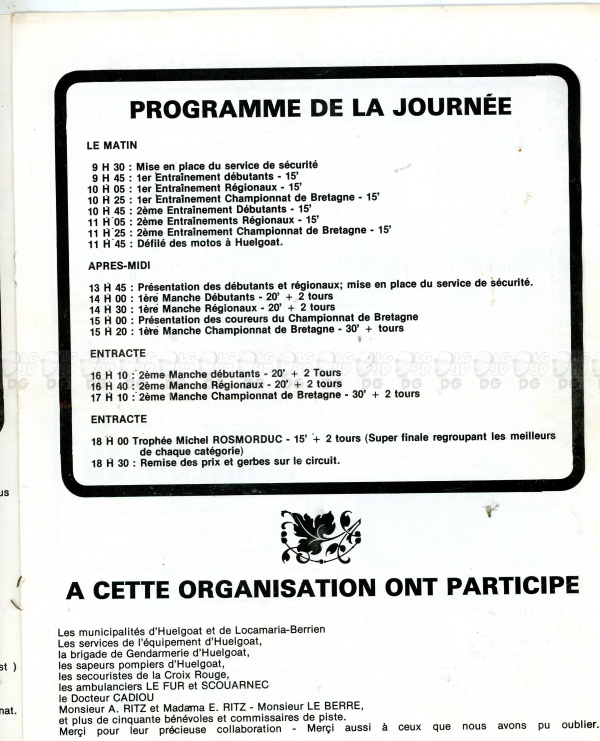 PROGRAMME DE LA JOURNÉE
LE MATIN
9 H 30 : Mise en place du service de sécurité
9 H 45 : 1er Entraînement débutants - 15'
10 H 05 : 1er Entraînement Régionaux - 15'
10 H 25 : 1er Entraînement Championnat de Bretagne - 15'
10 H 45 : 2ème Entraînement Débutants - 15'
11 H 05 : 2ème Entraînements Régionaux - 15'
11 H 25 : 2ème Entraînement Championnat de Bretagne - 15'
11 H 45 : Défilé des motos à Huelgoat.
APRES-MIDI
13 H 45 : Présentation des débutants et régionaux; mise en place du service de sécurité.
14 H 00 : 1ère Manche Débutants - 20' + 2 tours
14 H 30 : 1ère Manche Régionaux - 20' + 2 tours
15 H 00 : Présentation des coureurs du Championnat de Bretagne
15 H 20 : 1ère Manche Championnat de Bretagne - 30' + tours
ENTRACTE
16 H 10 : 2ème Manche débutants - 20' + 2 Tours
16 H 40 : 2ème Manche Régionaux - 20' + 2 tours
17 H 10 : 2ème Manche Championnat de Bretagne - 30' + 2 tours
ENTRACTE
18 H 00 Trophée Michel ROSMORDUC - 15' + 2 tours (Super finale regroupant les meilleurs
de chaque catégorie)
18 H 30 : Remise des prix et gerbes sur le circuit.
A CETTE ORGANISATION ONT PARTICIPE
Les municipalités d'Huelgoat et de Locamaria-Berrien
Les services de l'équipement d'Huelgoat,
la brigade de Gendarmerie d'Huelgoat,
les sapeurs pompiers d'Huelgoat,
les secouristes de la Croix Rouge,
les ambulanciers LE FUR et SCOUARNEC
le Docteur CADIOU
Monsieur A. RITZ et Madama E. RITZ - Monsieur LE BERRE,
et plus de cinquante bénévoles et commissaires de piste.
Merçi pour leur précieuse collaboration - Merçi aussi à ceux que nous avons pu oublier.